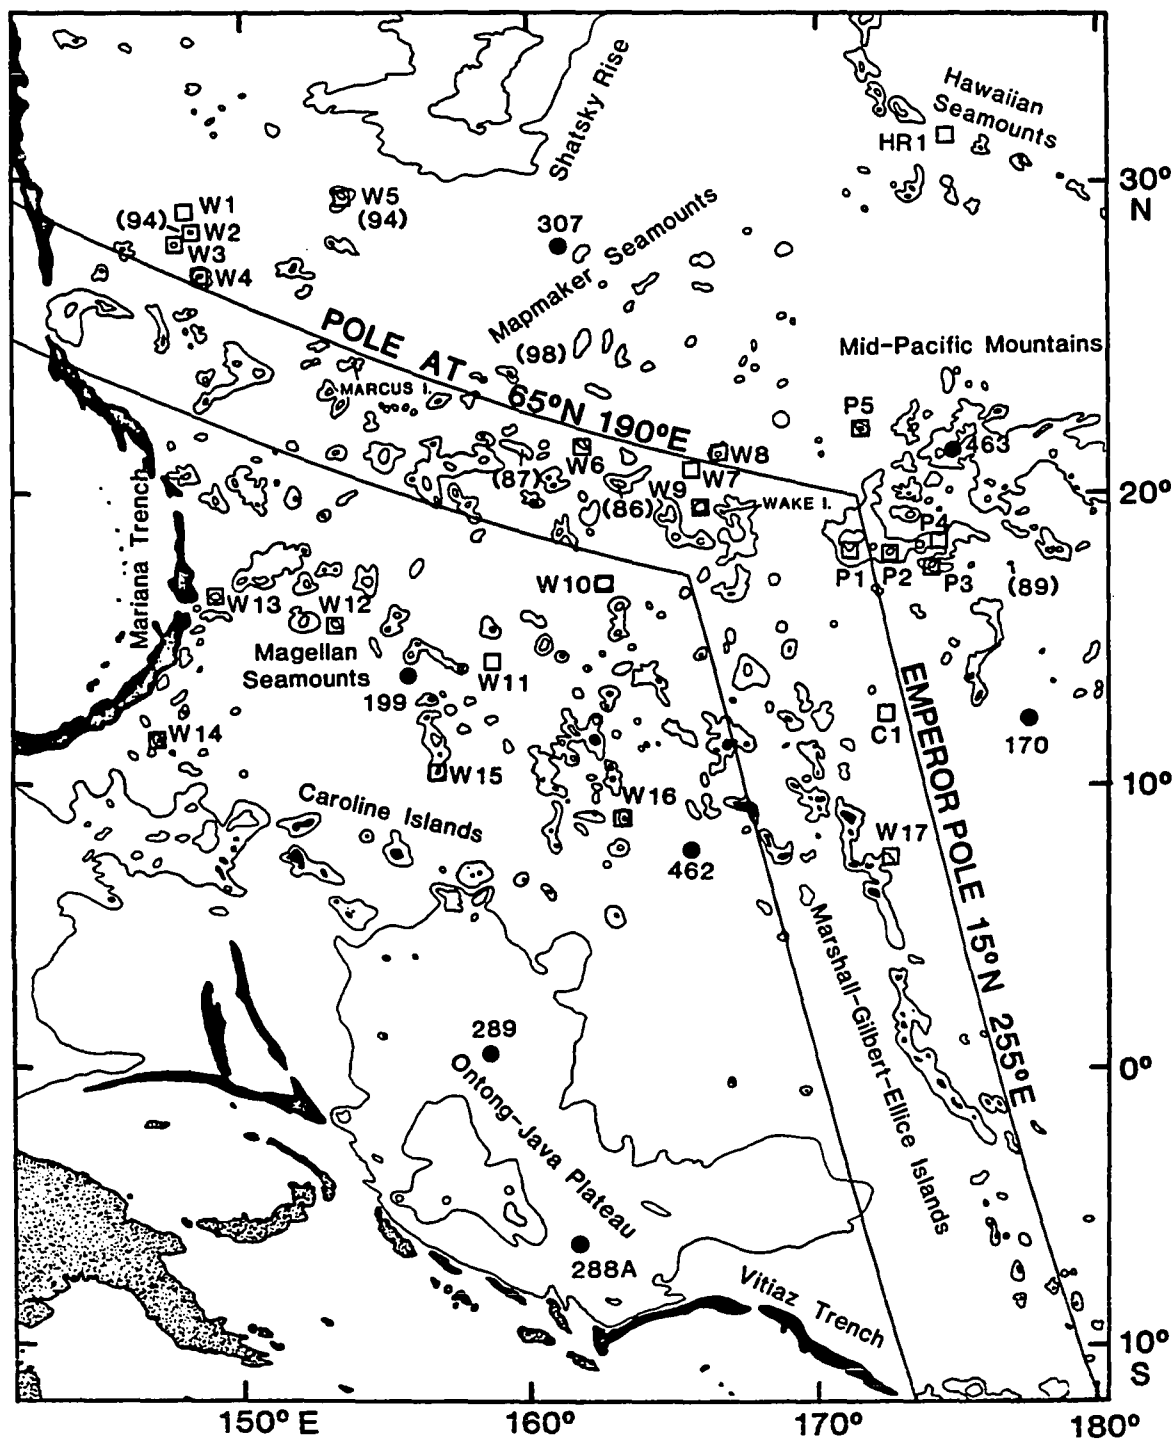 Shatsky Rise
Hawaiian
Seamounts
HR1
30°
N
W1
(94)
W2
W3
W4
W5
(94)
307
Mapmaker Seamounts
(98)
Mid-Pacific Mountains
POLE AT 65°N 190°E
MARCUS I.
P5
463
W6
W8
W7
(87)
W9
(86)
WAKE I.
20°
P4
P1
P2
P3
(89)
Mariana Trench
W10
W13
W12
Magellan
Seamounts
199
W11
W14
W15
C1
170
EMPEROR POLE 15°N 255°E
10°
Caroline Islands
W16
W17
462
Marshall-Gilbert-Ellice Islands
289
0°
Ontong-Java Plateau
288A
Vitiaz Trench
10°
S
150° E
160°
170°
180°